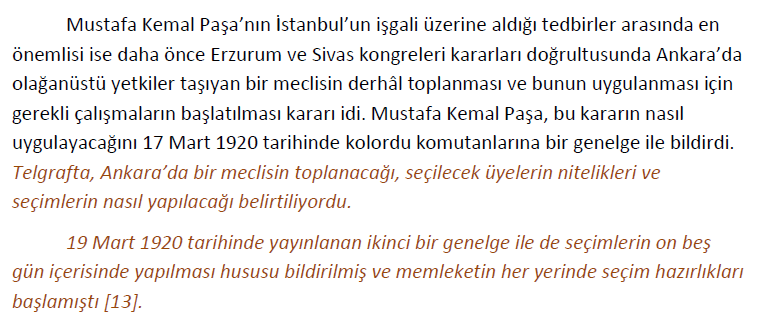 Mustafa Kemal Paşa’nın İstanbul’un işgali üzerine aldığı tedbirler arasında en
önemlisi ise daha önce Erzurum ve Sivas kongreleri kararları doğrultusunda Ankara’da
olağanüstü yetkiler taşıyan bir meclisin derhâl toplanması ve bunun uygulanması için
gerekli çalışmaların başlatılması kararı idi. Mustafa Kemal Paşa, bu kararın nasıl
uygulayacağını 17 Mart 1920 tarihinde kolordu komutanlarına bir genelge ile bildirdi.
Telgrafta, Ankara’da bir meclisin toplanacağı, seçilecek üyelerin nitelikleri ve
seçimlerin nasıl yapılacağı belirtiliyordu.
19 Mart 1920 tarihinde yayınlanan ikinci bir genelge ile de seçimlerin on beş
gün içerisinde yapılması hususu bildirilmiş ve memleketin her yerinde seçim hazırlıkları
başlamıştı [13].